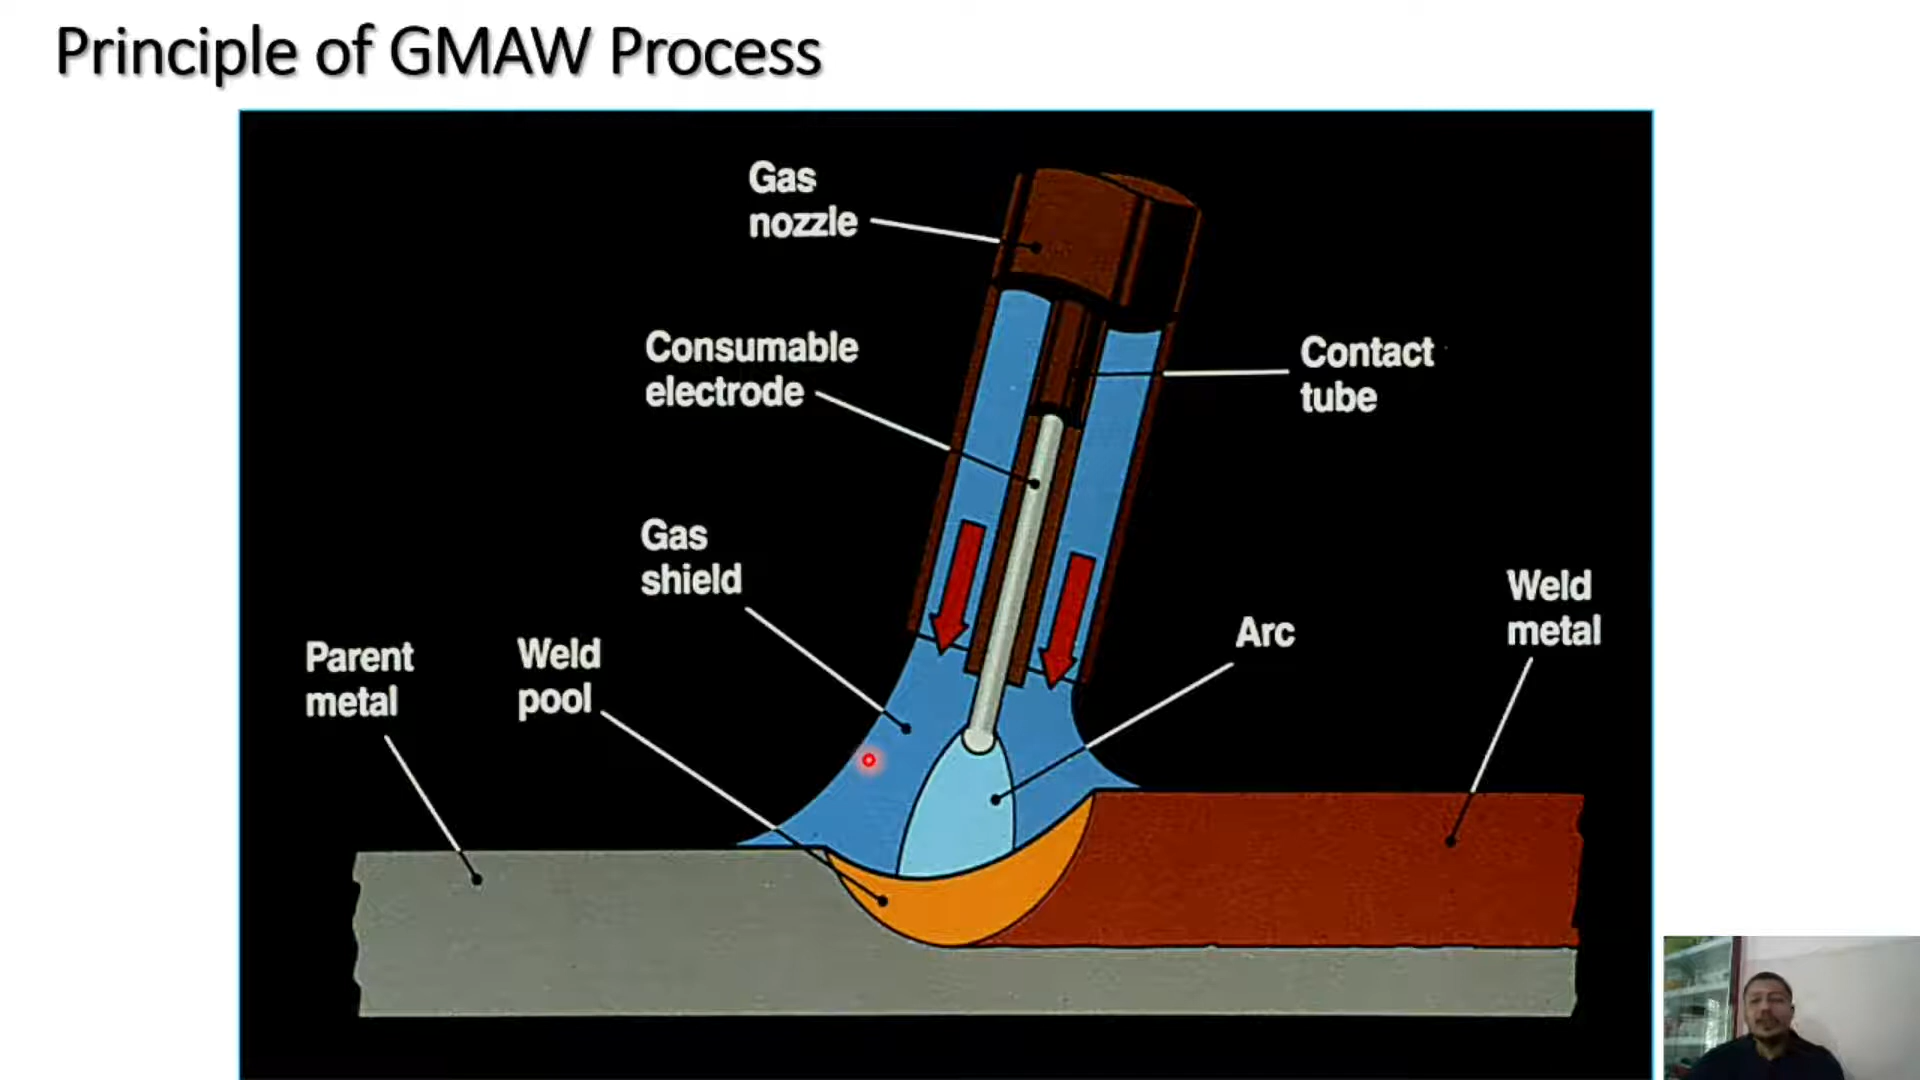 Principle of GMAW Process
Gas
nozzle
Consumable
electrode
Contact
tube
Gas
shield
Weld
metal
Arc
Parent
metal
Weld
pool